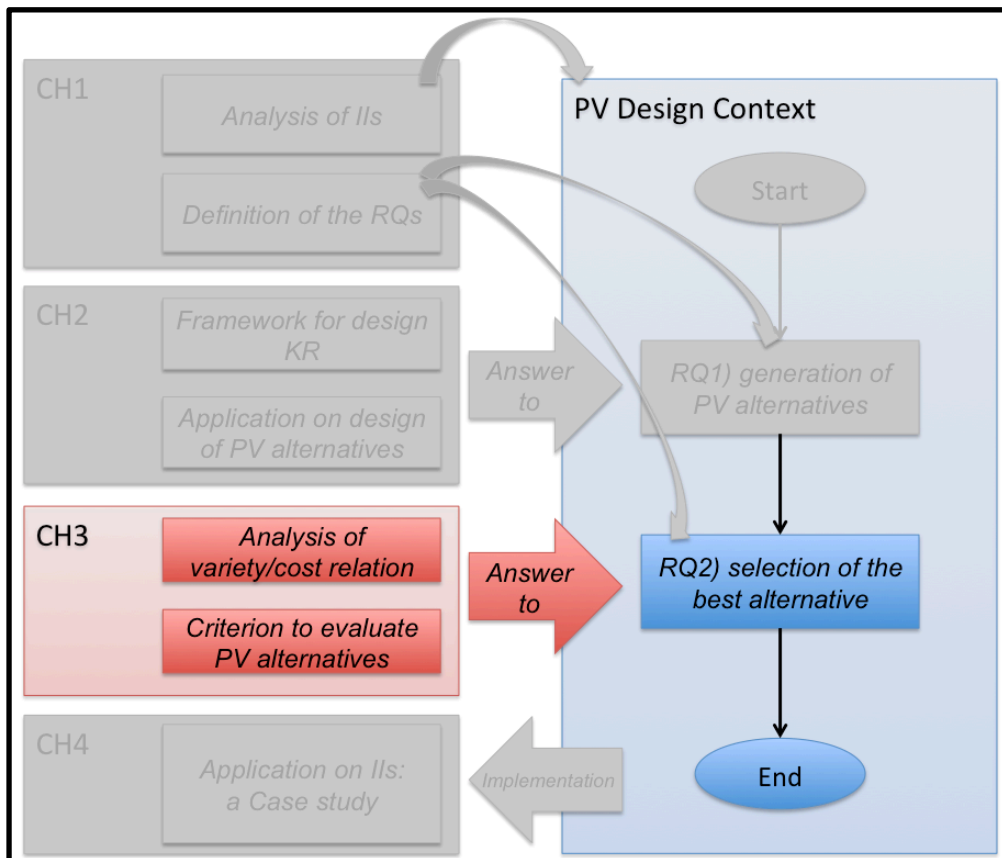 CH1
Analysis of IIs
Definition of the RQs
CH2
Framework for design
KR
Application on design
of PV alternatives
Answer
to
CH3
Analysis of
variety/cost relation
Criterion to evaluate
PV alternatives
Answer
to
CH4
Application on IIs:
a Case study
Implementation
PV Design Context
Start
RQ1) generation of
PV alternatives
RQ2) selection of the
best alternative
End